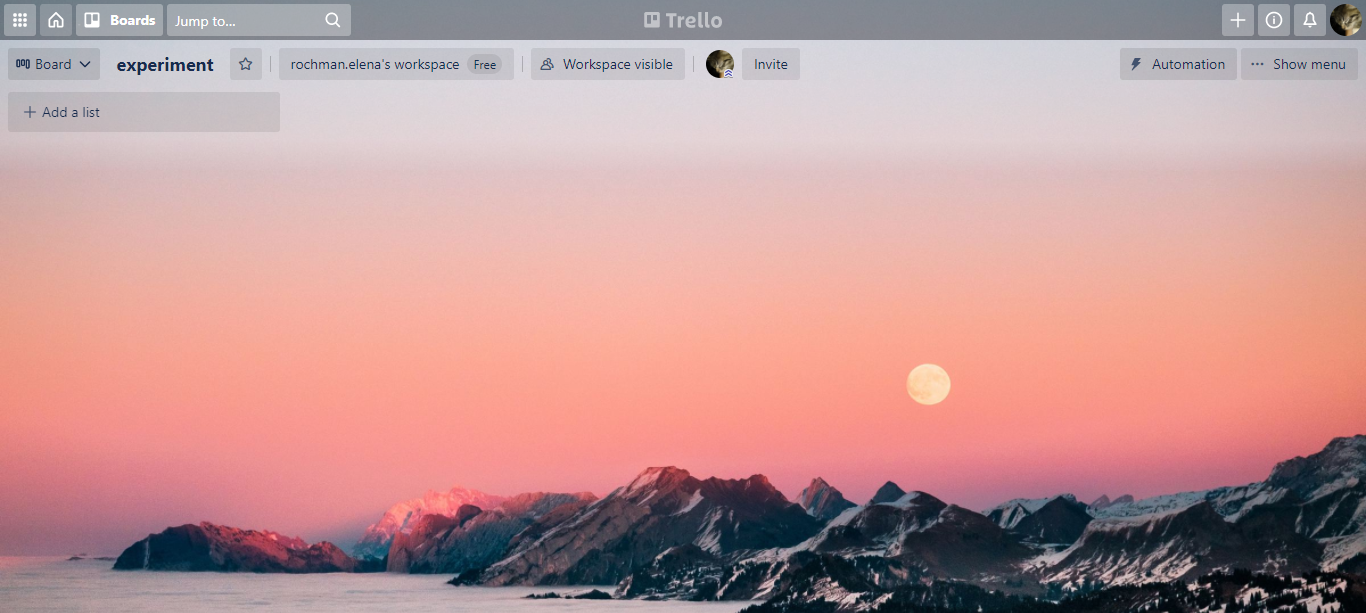 Boards Jump to... Trello
Board experiment rochman.elena's workspace Free Workspace visible Invite Automation ··· Show menu
+ Add a list